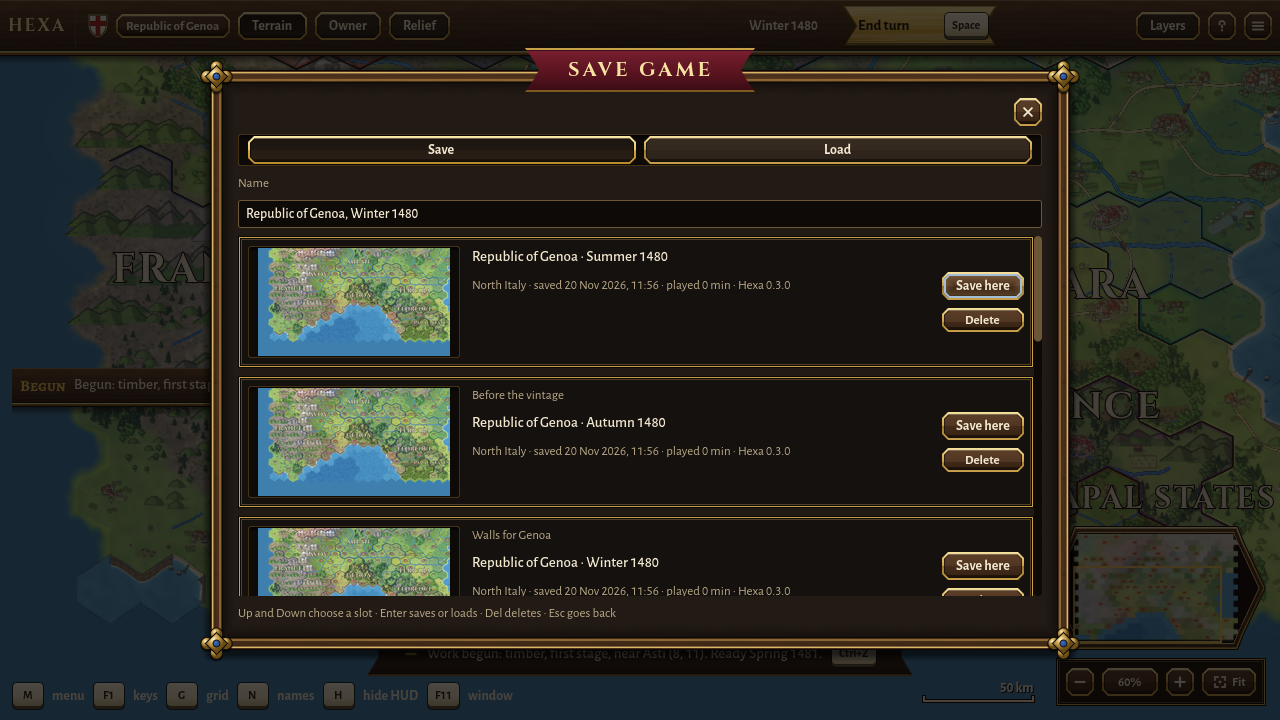 HEXA
Republic of Genoa
Terrain
Owner
Relief
Winter 1480
End turn
Space
Layers
?
SAVE GAME
Save
Load
Name
Republic of Genoa, Winter 1480
Republic of Genoa · Summer 1480
North Italy · saved 20 Nov 2026, 11:56 · played 0 min · Hexa 0.3.0
Save here
Delete
Before the vintage
Republic of Genoa · Autumn 1480
North Italy · saved 20 Nov 2026, 11:56 · played 0 min · Hexa 0.3.0
Save here
Delete
Walls for Genoa
Republic of Genoa · Winter 1480
North Italy · saved 20 Nov 2026, 11:56 · played 0 min · Hexa 0.3.0
Save here
Up and Down choose a slot · Enter saves or loads · Del deletes · Esc goes back
BEGUN Begun: timber, first sta
PAPAL STATES
Work begun: timber, first stage, near Asti (8, 11). Ready Spring 1481. Ctrl+Z
M menu F1 keys G grid N names H hide HUD F11 window
50 km
60%
Fit